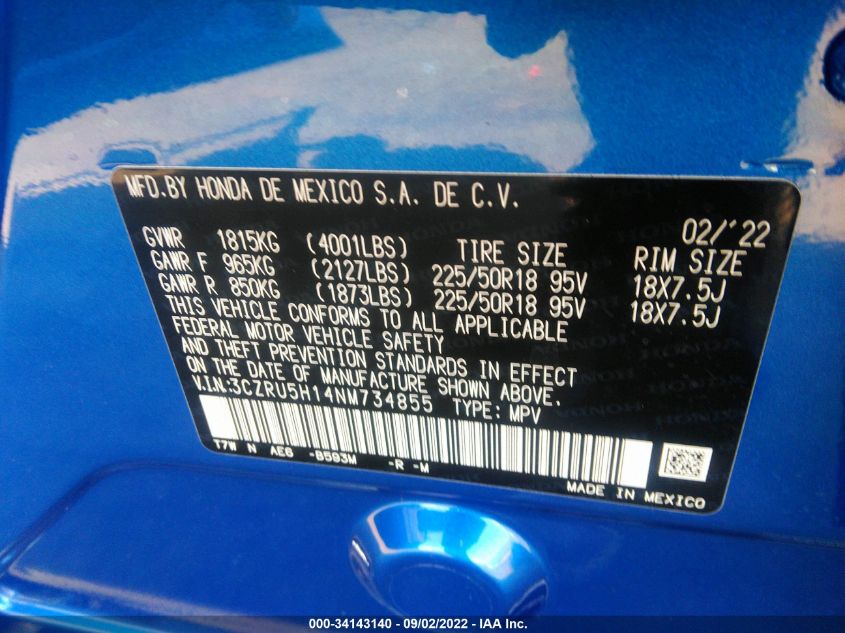 MFD.BY HONDA DE MEXICO S.A. DE C.V.
02/'22
GVWR 1815KG (4001LBS) TIRE SIZE RIM SIZE
GAWR F 965KG (2127LBS) 225/50R18 95V 18X7.5J
GAWR R 850KG (1873LBS) 225/50R18 95V 18X7.5J
THIS VEHICLE CONFORMS TO ALL APPLICABLE
FEDERAL MOTOR VEHICLE SAFETY
AND THEFT PREVENTION STANDARDS IN EFFECT
ON THE DATE OF MANUFACTURE SHOWN ABOVE.
V.I.N:3CZRU5H14NM734855 TYPE: MPV
T7W N AE6 -B593M -R -M
MADE IN MEXICO
000-34143140 - 09/02/2022 - IAA Inc.